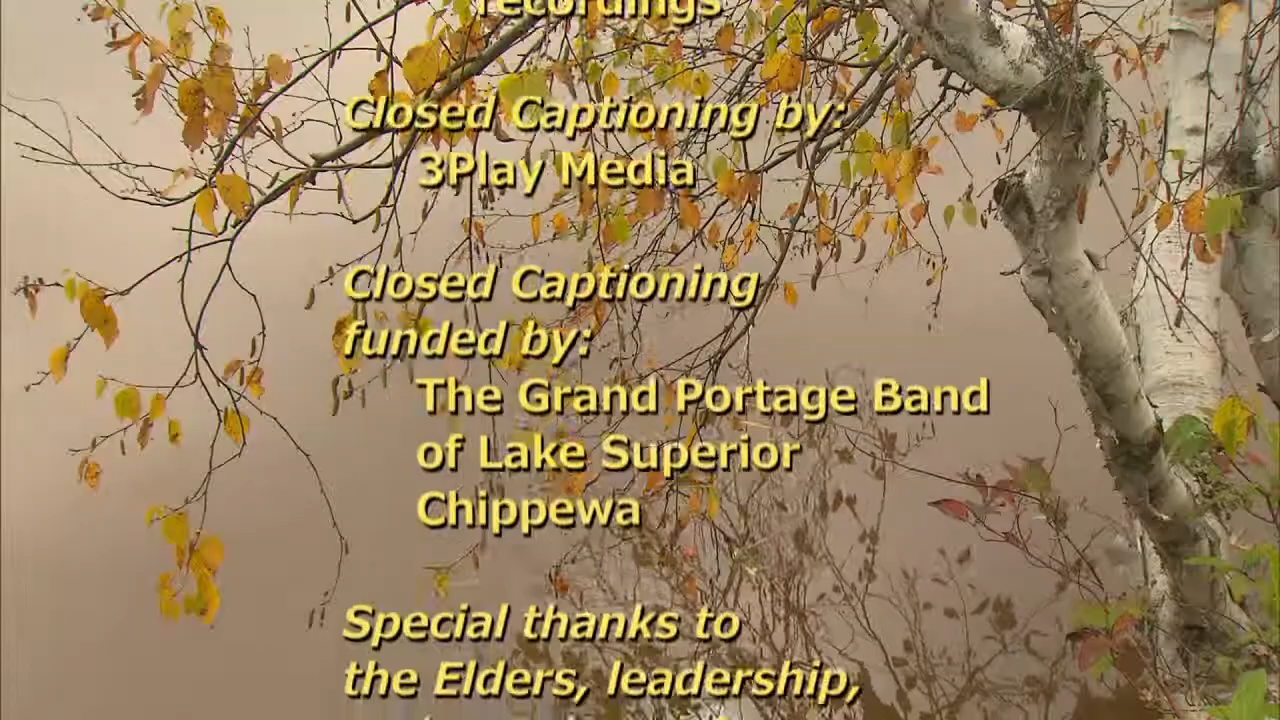 recordings
Closed Captioning by:
3Play Media
Closed Captioning
funded by:
The Grand Portage Band
of Lake Superior
Chippewa
Special thanks to
the Elders, leadership,